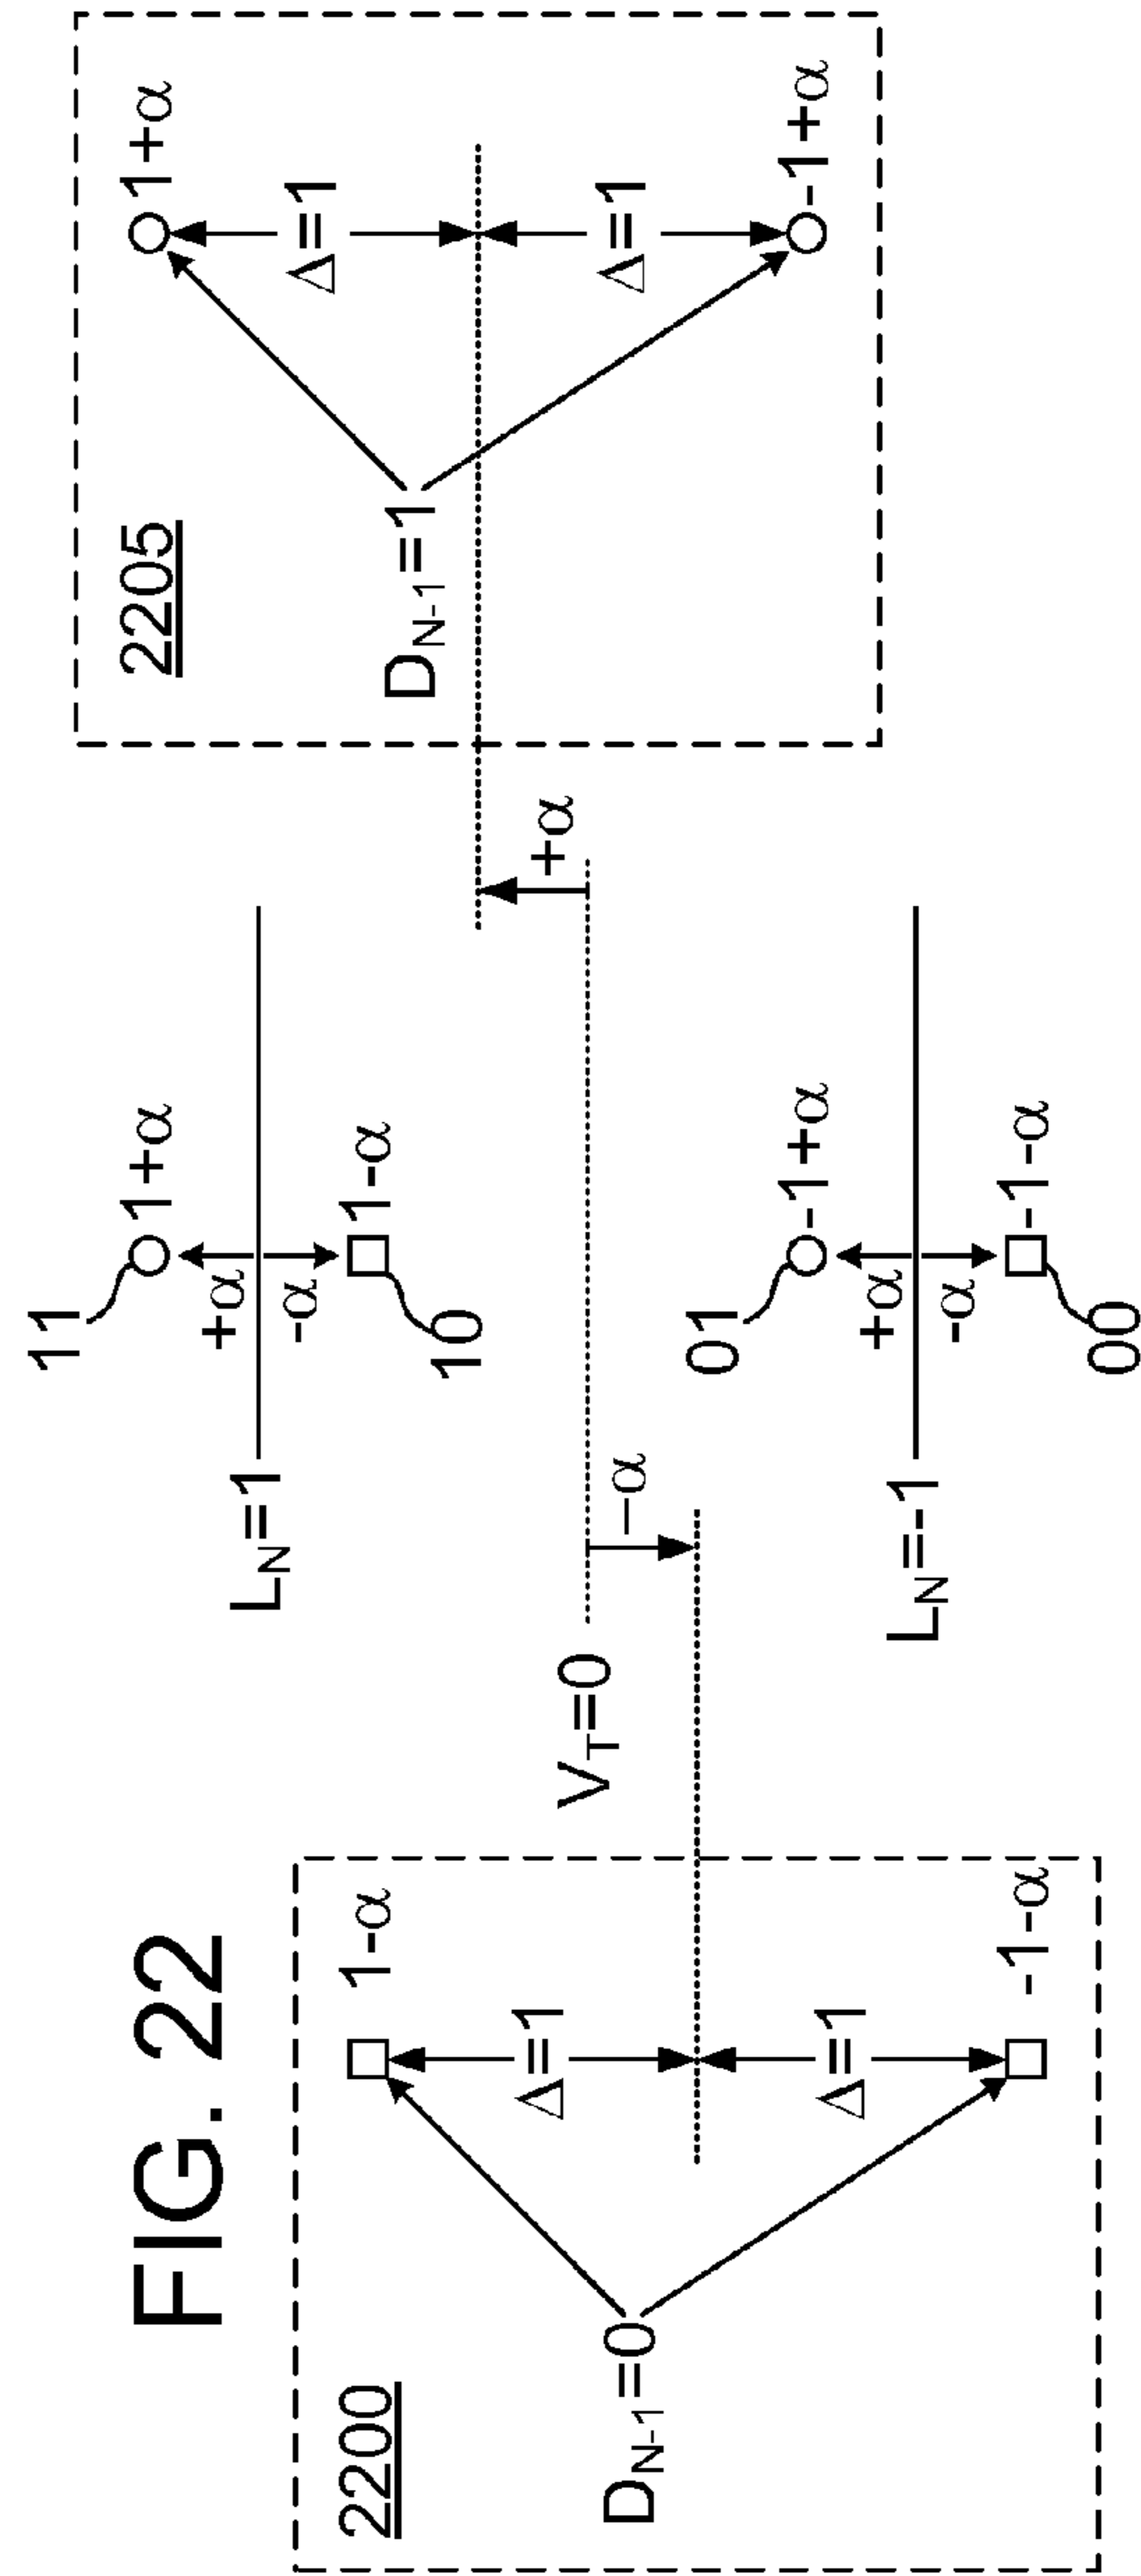 FIG. 22
2200
D_{N-1}=0
1-α
Δ=1
Δ=1
-1-α
V_T=0
−α
L_N=1
11
+α
-α
1+α
1-α
10
L_N=-1
01
+α
-α
-1+α
-1-α
00
+α
2205
D_{N-1}=1
1+α
Δ=1
Δ=1
-1+α